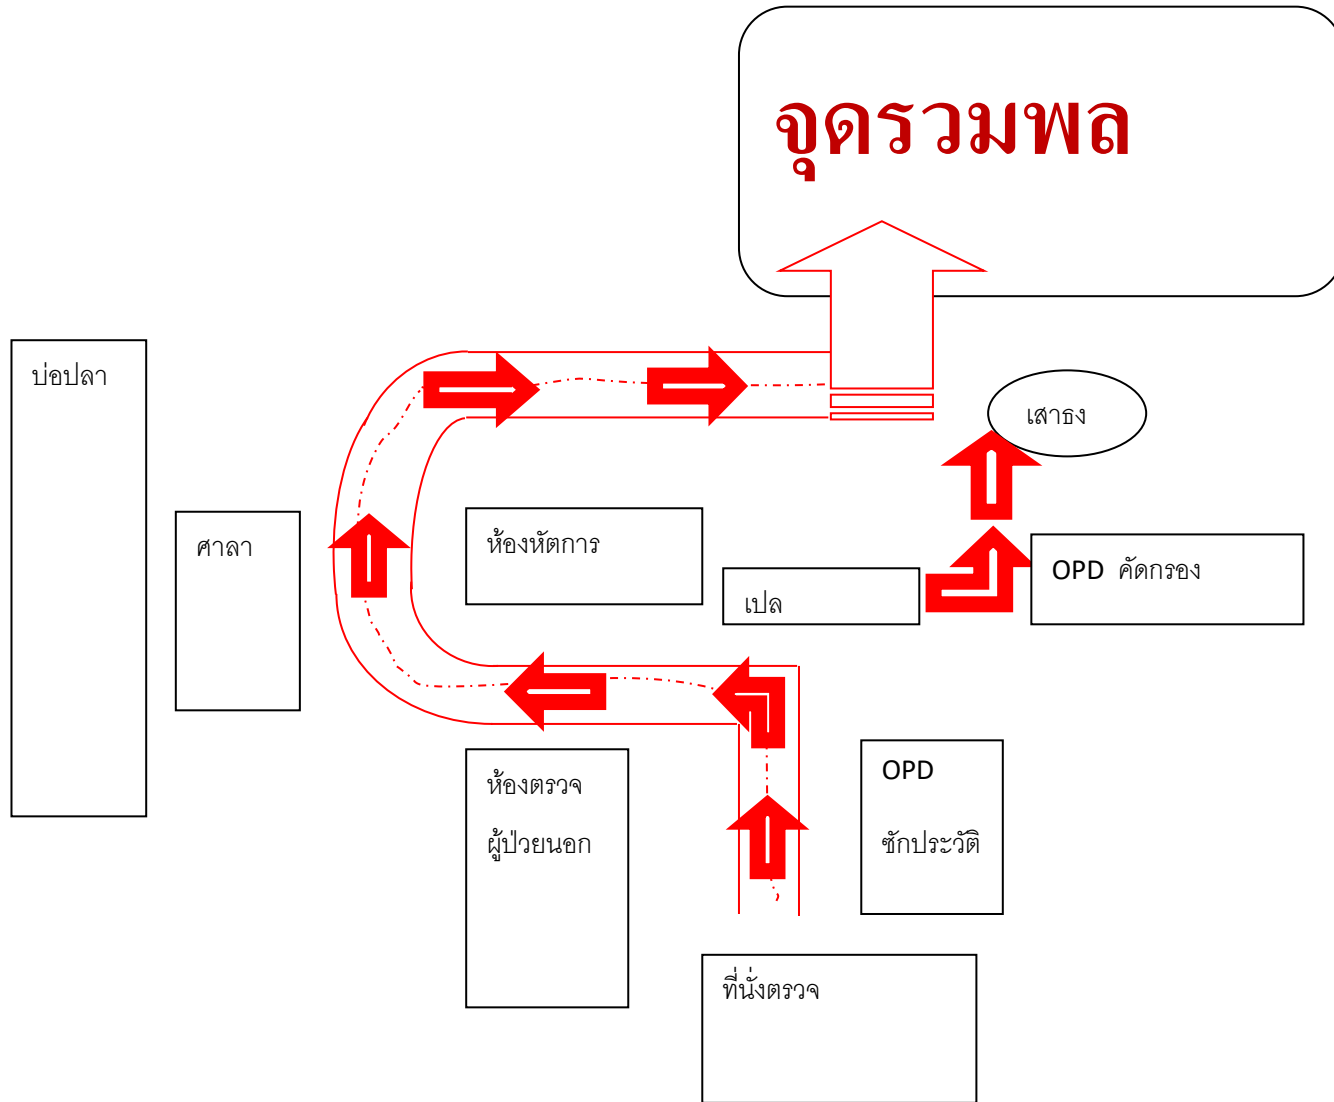 จุดรวมพล
บ่อปลา
เสาธง
ศาลา
ห้องหัตการ
OPD คัดกรอง
เปล
ห้องตรวจ
ผู้ป่วยนอก
OPD
ซักประวัติ
ที่นั่งตรวจ